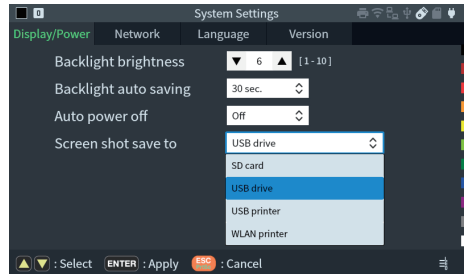 0 System Settings
Display/Power Network Language Version
Backlight brightness ▼ 6 ▲ [1 - 10]
Backlight auto saving 30 sec.
Auto power off Off
Screen shot save to USB drive
SD card
USB drive
USB printer
WLAN printer
▲ ▼ : Select ENTER : Apply ESC : Cancel